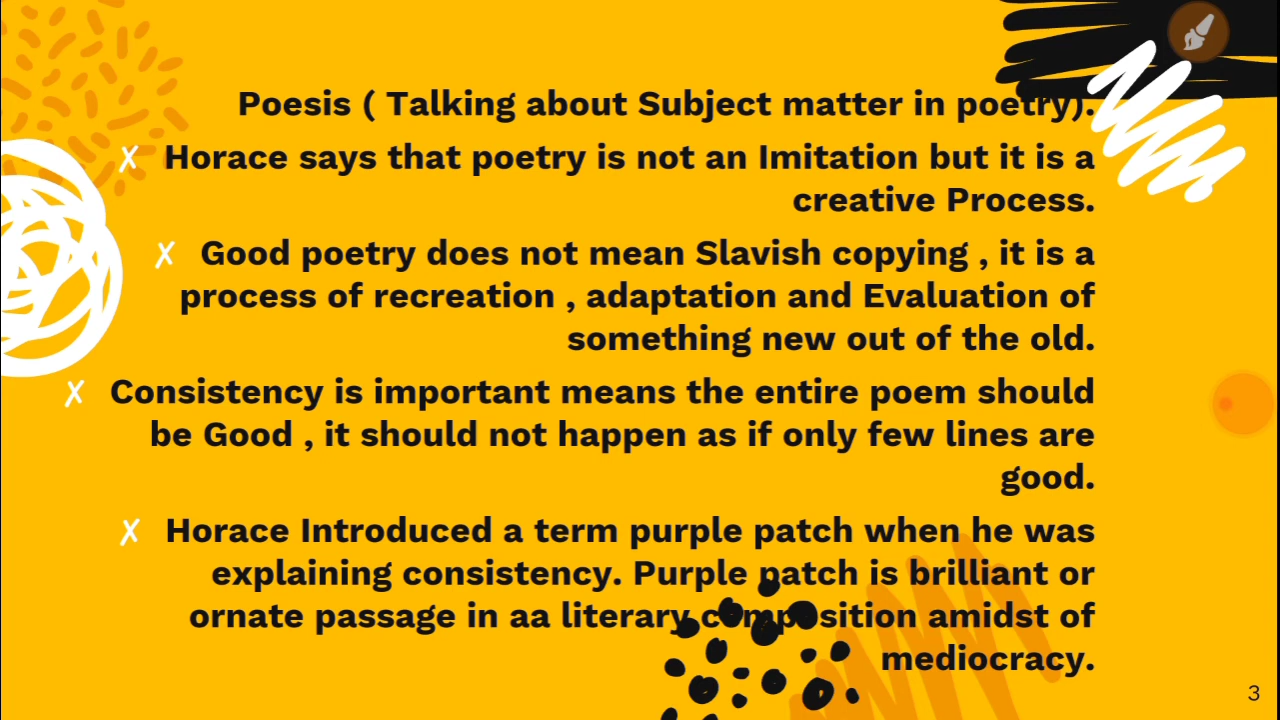 Poesis ( Talking about Subject matter in poetry).
✗ Horace says that poetry is not an Imitation but it is a
creative Process.
✗ Good poetry does not mean Slavish copying , it is a
process of recreation , adaptation and Evaluation of
something new out of the old.
✗ Consistency is important means the entire poem should
be Good , it should not happen as if only few lines are
good.
✗ Horace Introduced a term purple patch when he was
explaining consistency. Purple patch is brilliant or
ornate passage in aa literary composition amidst of
mediocracy.
3